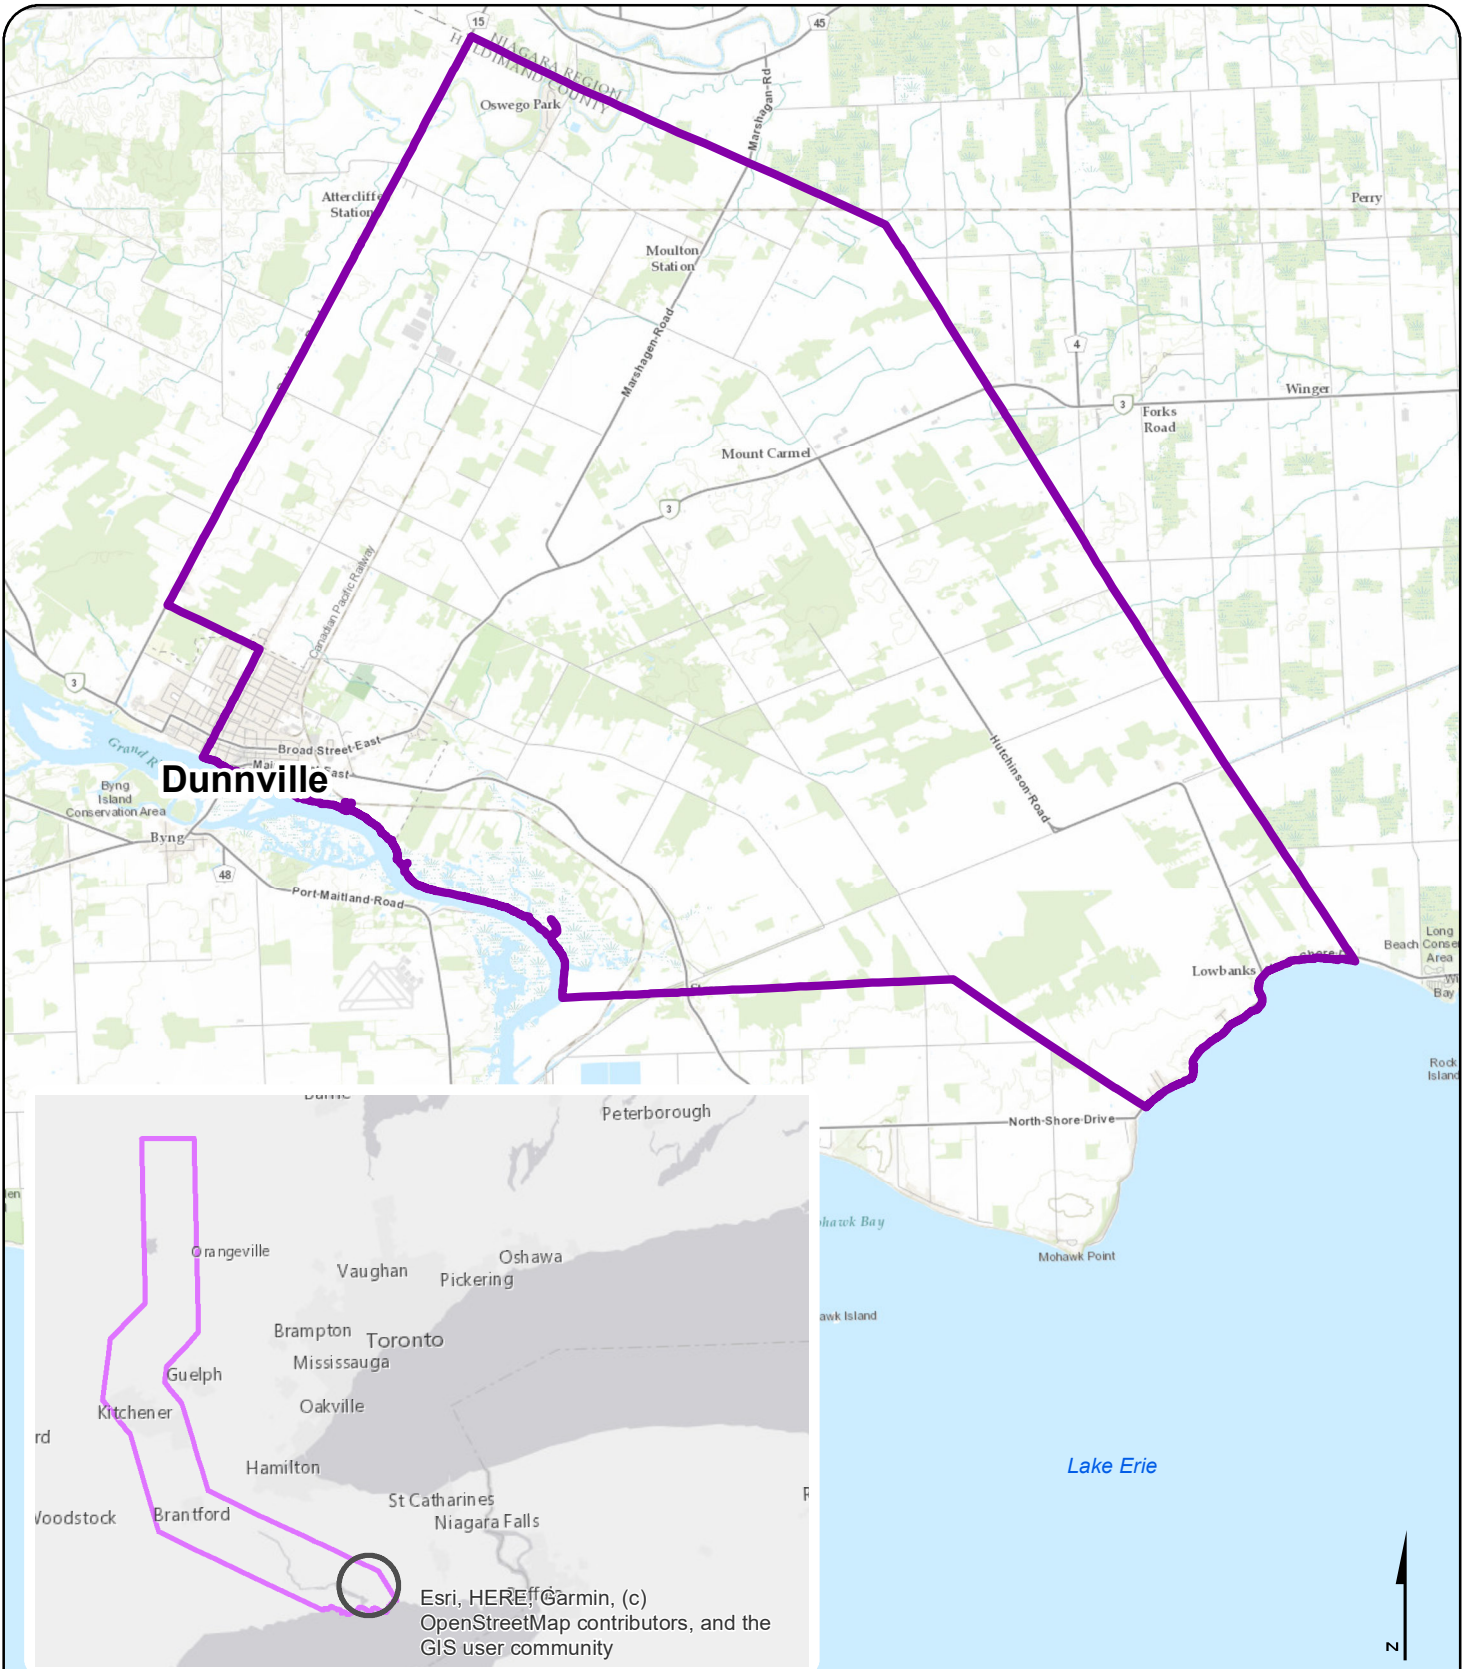 15
45
NIAGARA REGION
HALDIMAND COUNTY
Oswego Park
Marshagan-Rd
Attercliffe
Station
Perry
Moulton
Station
Marshagen-Road
4
3
Winger
Forks
Road
Mount Carmel
3
Canadian Pacific Railway
3
Grand
Broad-Street-East
East
Dunnville
Byng
Island
Conservation Area
Byng
48
Port-Maitland-Road
Hutchinson-Road
Long
Beach
Area
Lowbanks
Bay
Rock
Island
North-Shore-Drive
Bay
Mohawk Point
Island
Lake Erie
Peterborough
Orangeville
Oshawa
Vaughan
Pickering
Brampton
Toronto
Mississauga
Guelph
Oakville
Kitchener
Hamilton
St Catharines
Woodstock
Brantford
Niagara Falls
Esri, HERE, Garmin, (c)
OpenStreetMap contributors, and the
GIS user community
N